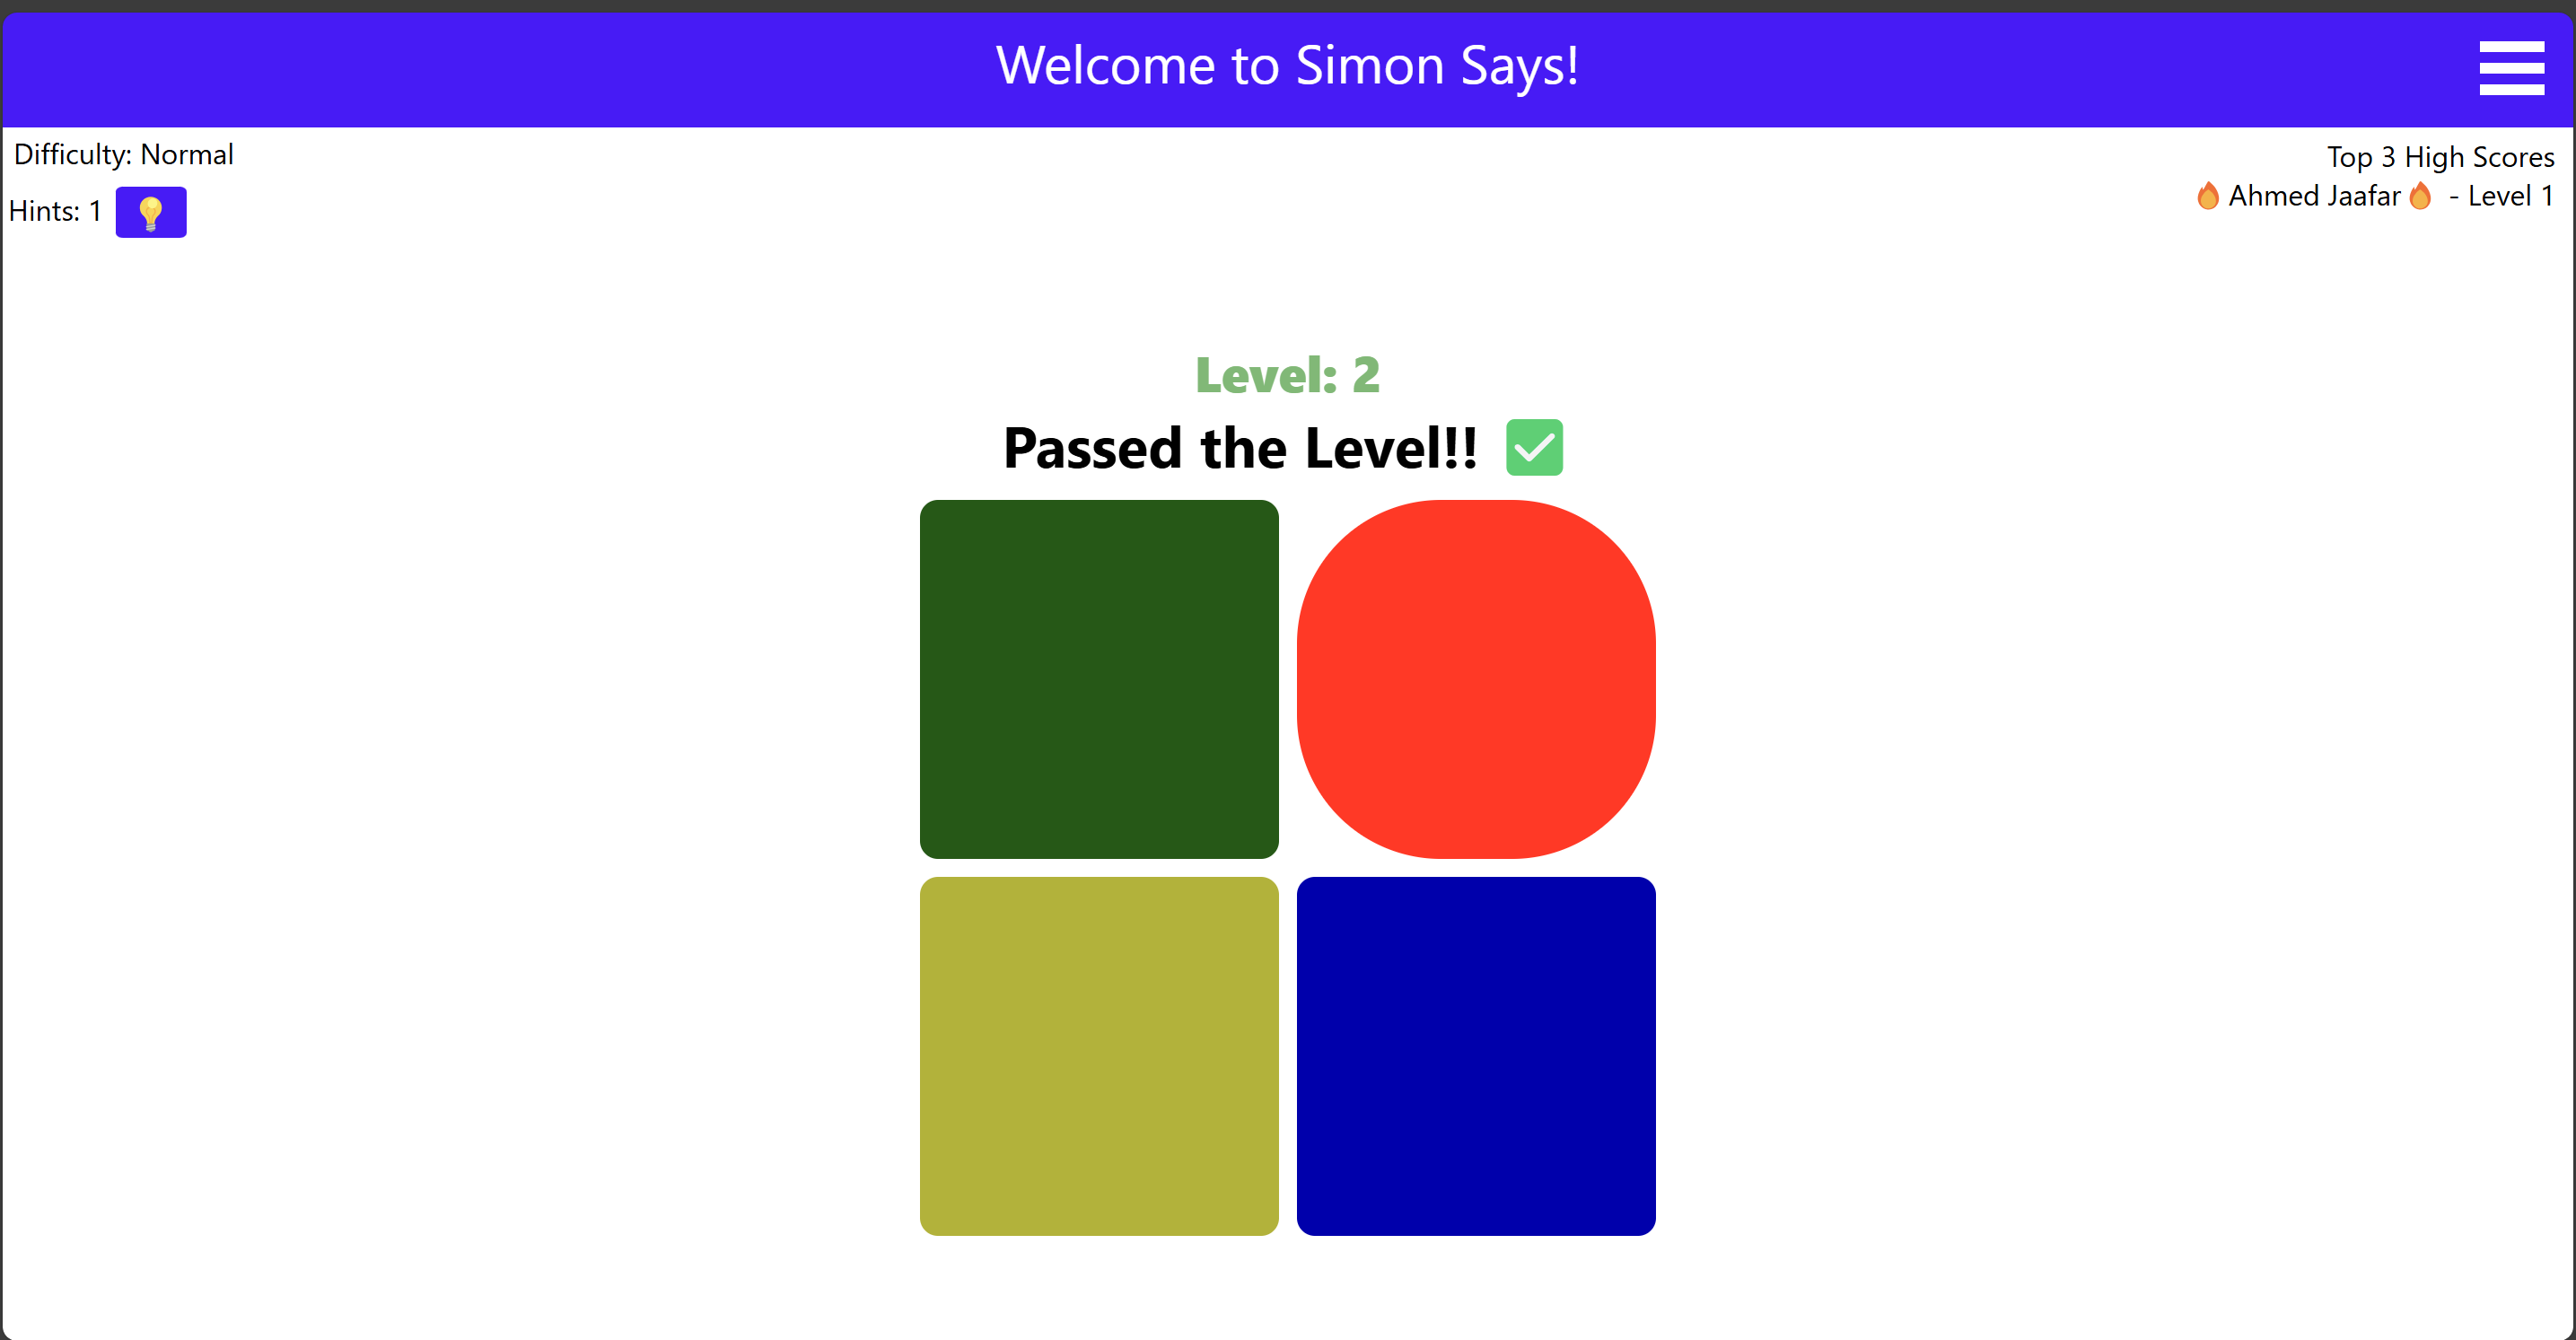 Welcome to Simon Says!
Difficulty: Normal
Hints: 1
Top 3 High Scores
🔥Ahmed Jaafar🔥 - Level 1
Level: 2
Passed the Level!! ✅